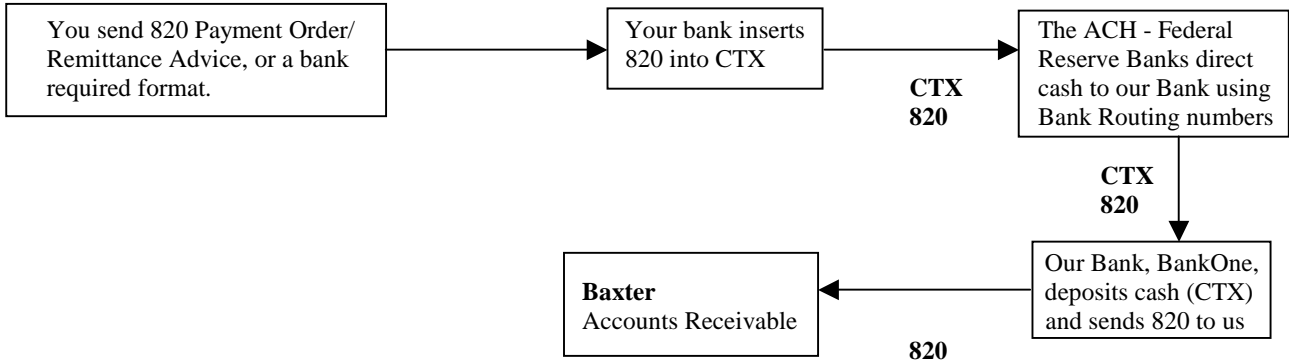 You send 820 Payment Order/
Remittance Advice, or a bank
required format.
Your bank inserts
820 into CTX
CTX
820
The ACH - Federal
Reserve Banks direct
cash to our Bank using
Bank Routing numbers
CTX
820
Our Bank, BankOne,
deposits cash (CTX)
and sends 820 to us
820
Baxter
Accounts Receivable